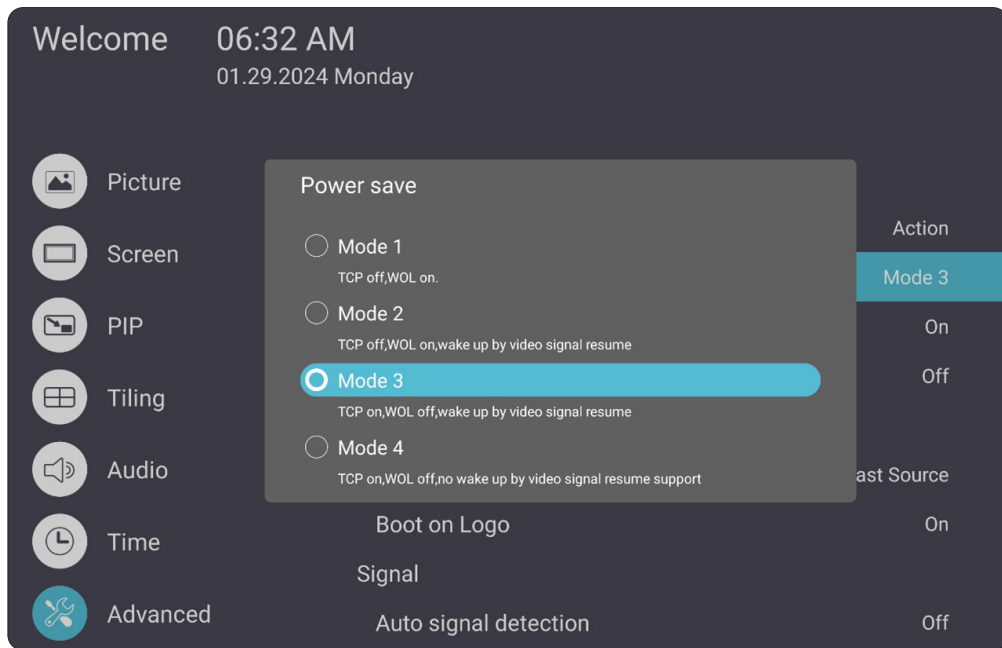 Welcome 06:32 AM
01.29.2024 Monday
Picture
Screen
PIP
Tiling
Audio
Time
Advanced
Power save
Mode 1
TCP off,WOL on.
Mode 2
TCP off,WOL on,wake up by video signal resume
Mode 3
TCP on,WOL off,wake up by video signal resume
Mode 4
TCP on,WOL off,no wake up by video signal resume support
Action
Mode 3
On
Off
ast Source
Boot on Logo On
Signal
Auto signal detection Off